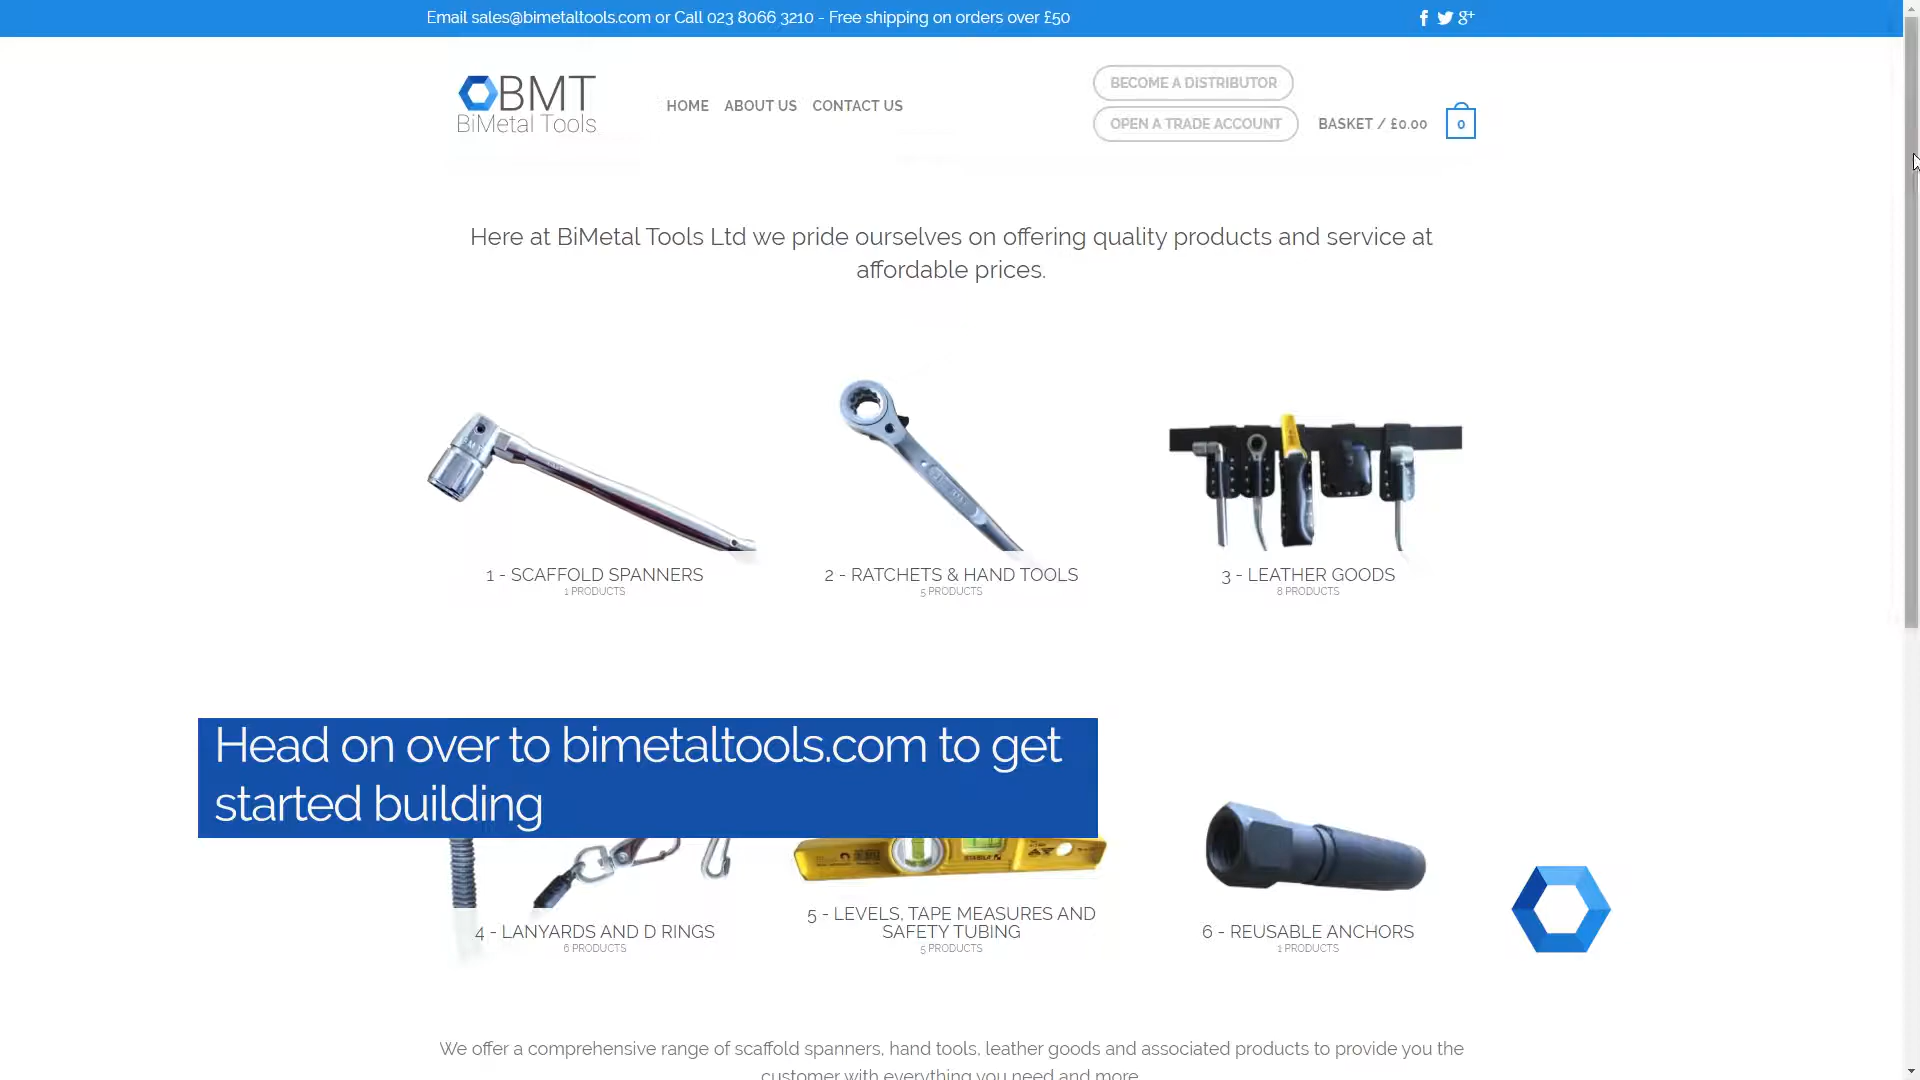 Email sales@bimetaltools.com or Call 023 8066 3210 - Free shipping on orders over £50
BMT
BiMetal Tools
HOME ABOUT US CONTACT US
BECOME A DISTRIBUTOR
OPEN A TRADE ACCOUNT
BASKET / £0.00
0
Here at BiMetal Tools Ltd we pride ourselves on offering quality products and service at
affordable prices.
1 - SCAFFOLD SPANNERS
1 PRODUCTS
2 - RATCHETS & HAND TOOLS
5 PRODUCTS
3 - LEATHER GOODS
8 PRODUCTS
Head on over to bimetaltools.com to get
started building
STABILA
4 - LANYARDS AND D RINGS
6 PRODUCTS
5 - LEVELS, TAPE MEASURES AND
SAFETY TUBING
5 PRODUCTS
6 - REUSABLE ANCHORS
1 PRODUCTS
We offer a comprehensive range of scaffold spanners, hand tools, leather goods and associated products to provide you the
customer with everything you need and more.